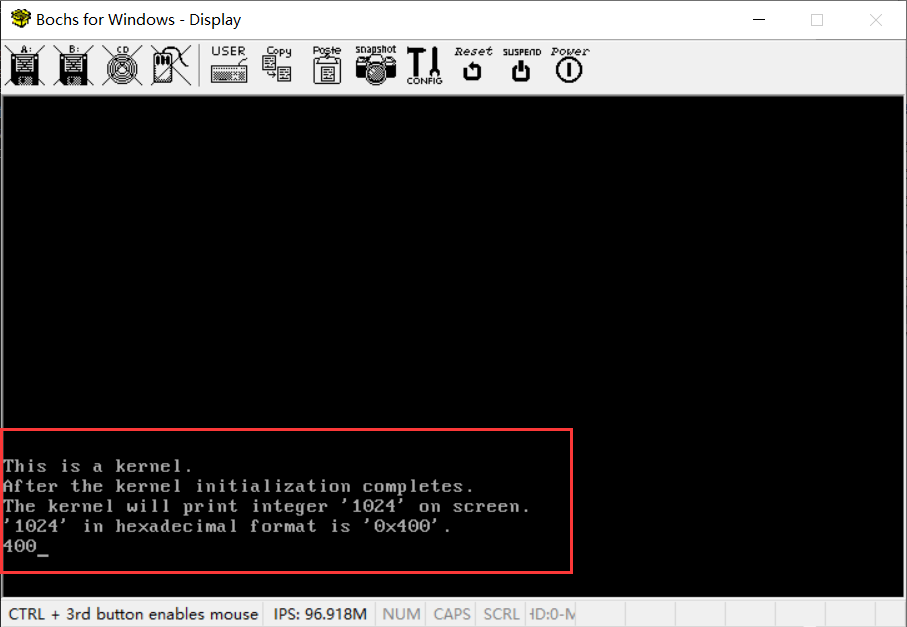 Bochs for Windows - Display
A: B: CD USER Copy Paste snapshot CONFIG Reset SUSPEND Power
This is a kernel.
After the kernel initialization completes.
The kernel will print integer '1024' on screen.
'1024' in hexadecimal format is '0x400'.
400_
CTRL + 3rd button enables mouse IPS: 96.918M NUM CAPS SCRL HD:0-M